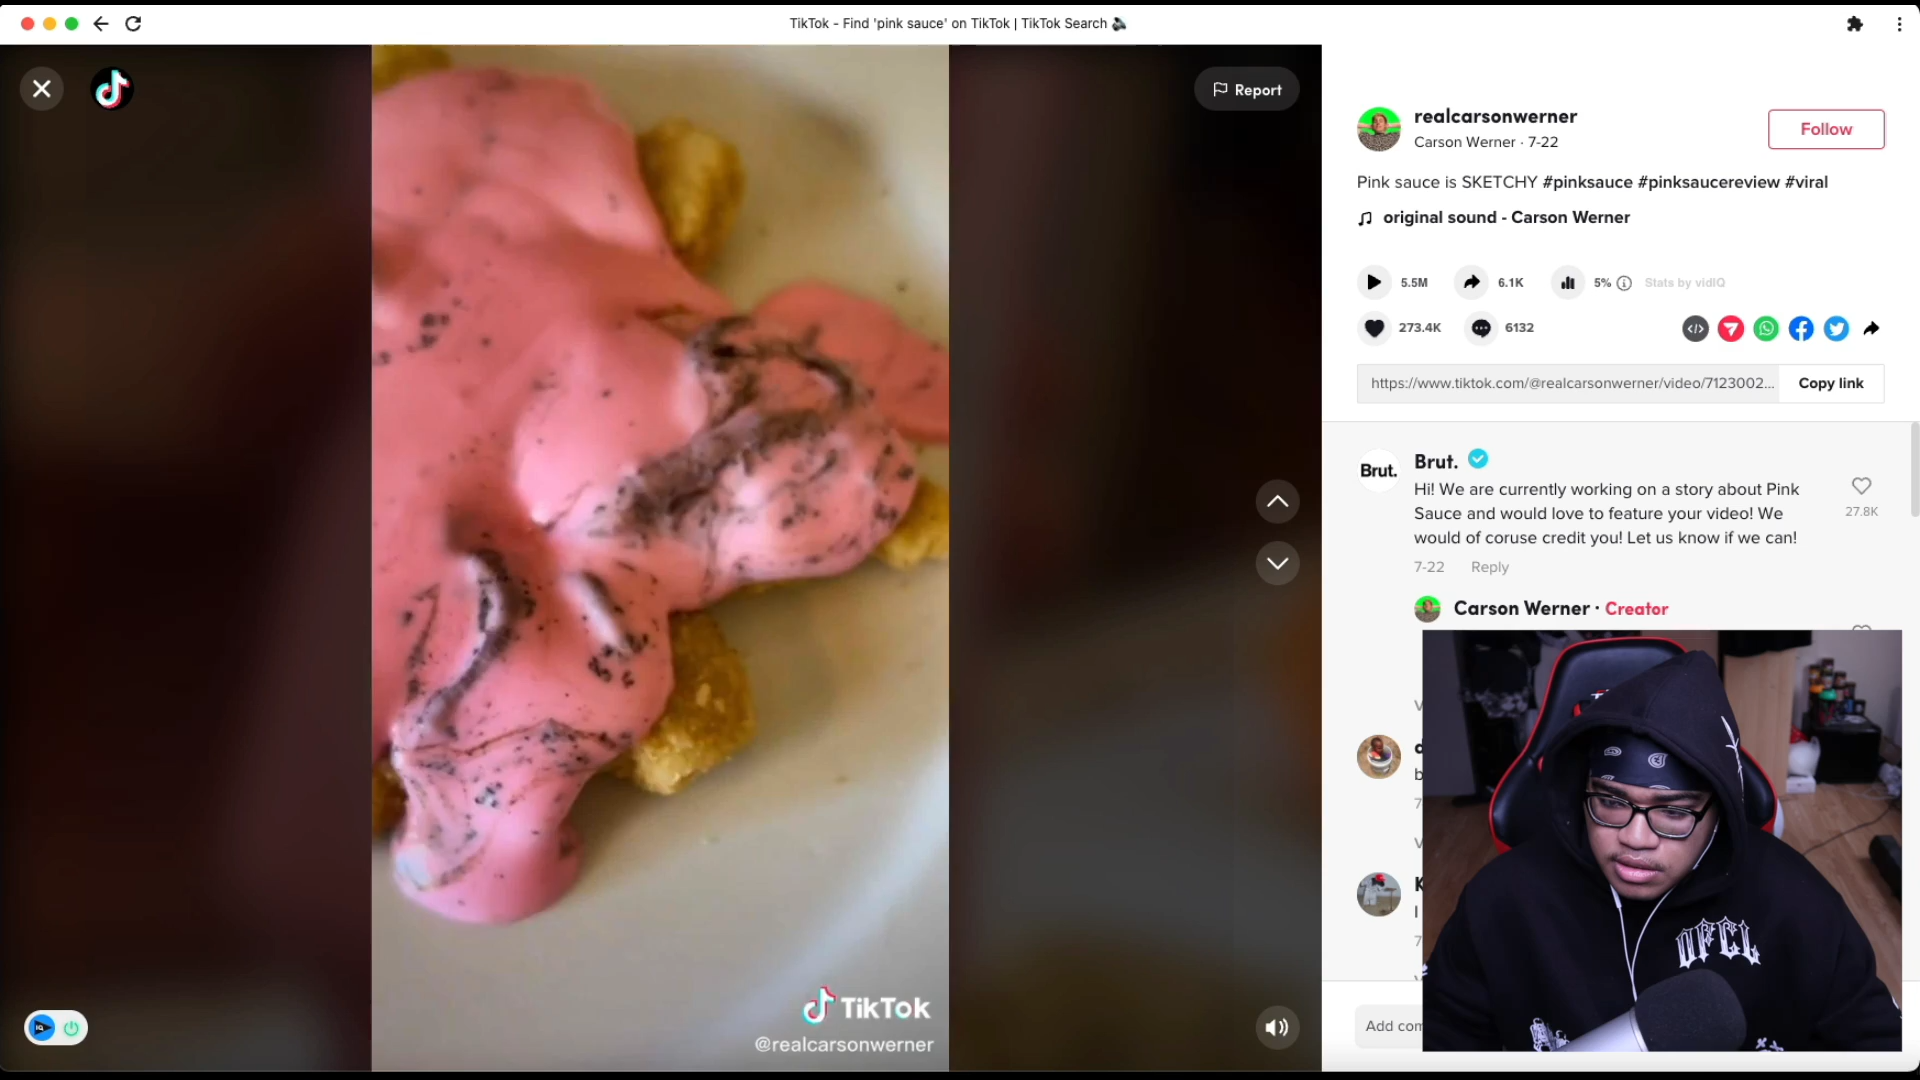 TikTok - Find 'pink sauce' on TikTok | TikTok Search
Report
TikTok
@realcarsonwerner
realcarsonwerner
Carson Werner · 7-22
Follow
Pink sauce is SKETCHY #pinksauce #pinksaucereview #viral
original sound - Carson Werner
5.5M
6.1K
5%
Stats by vidIQ
273.4K
6132
https://www.tiktok.com/@realcarsonwerner/video/7123002...
Copy link
Brut.
Brut.
Hi! We are currently working on a story about Pink
Sauce and would love to feature your video! We
would of coruse credit you! Let us know if we can!
27.8K
7-22 Reply
Carson Werner · Creator
Add com
OFCL